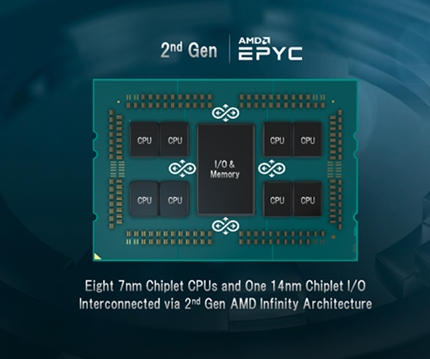 2nd Gen
AMD
EPYC
CPU CPU
CPU CPU
I/O &
Memory
CPU CPU
CPU CPU
Eight 7nm Chiplet CPUs and One 14nm Chiplet I/O
Interconnected via 2nd Gen AMD Infinity Architecture